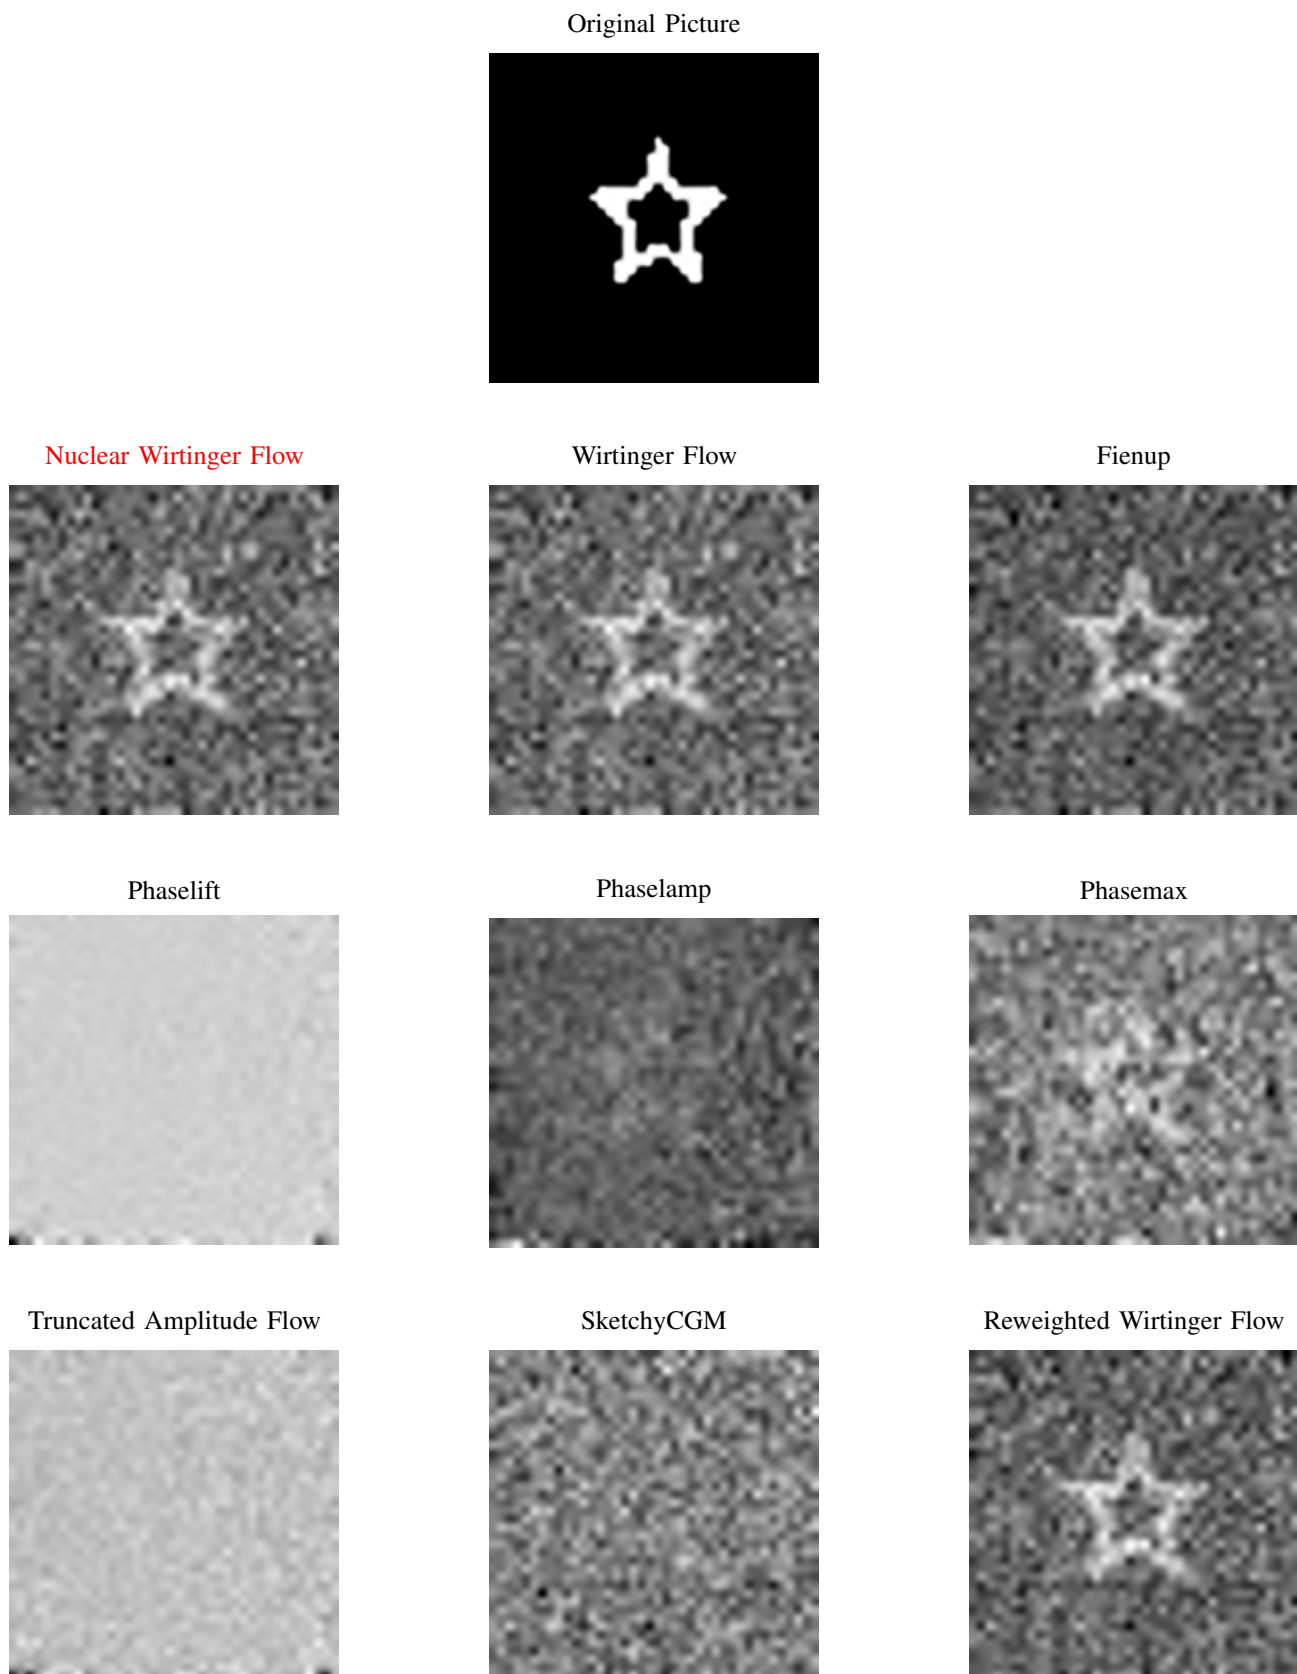 Original Picture
Nuclear Wirtinger Flow
Wirtinger Flow
Fienup
Phaselift
Phaselamp
Phasemax
Truncated Amplitude Flow
SketchyCGM
Reweighted Wirtinger Flow